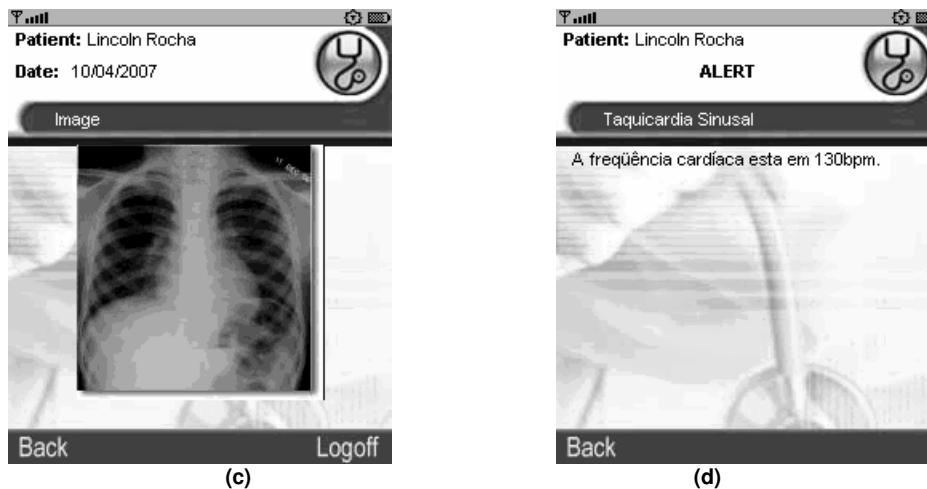 Patient: Lincoln Rocha
Date: 10/04/2007
Image
Back
Logoff
(c)
Patient: Lincoln Rocha
ALERT
Taquicardia Sinusal
A freqüência cardíaca esta em 130bpm.
Back
(d)